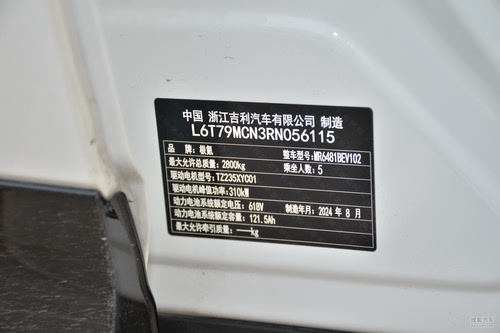 中国 浙江吉利汽车有限公司 制造
L6T79MCN3RN056115
品 牌：极氪 整车型号：MR6481BEV102
最大允许总质量：2800kg 乘坐人数：5
驱动电机型号：TZ235XYC01
驱动电机峰值功率：310kW
动力电池系统额定电压：618V 制造年月：2024 年 8 月
动力电池系统额定容量：121.5Ah
最大允许牵引质量：——kg